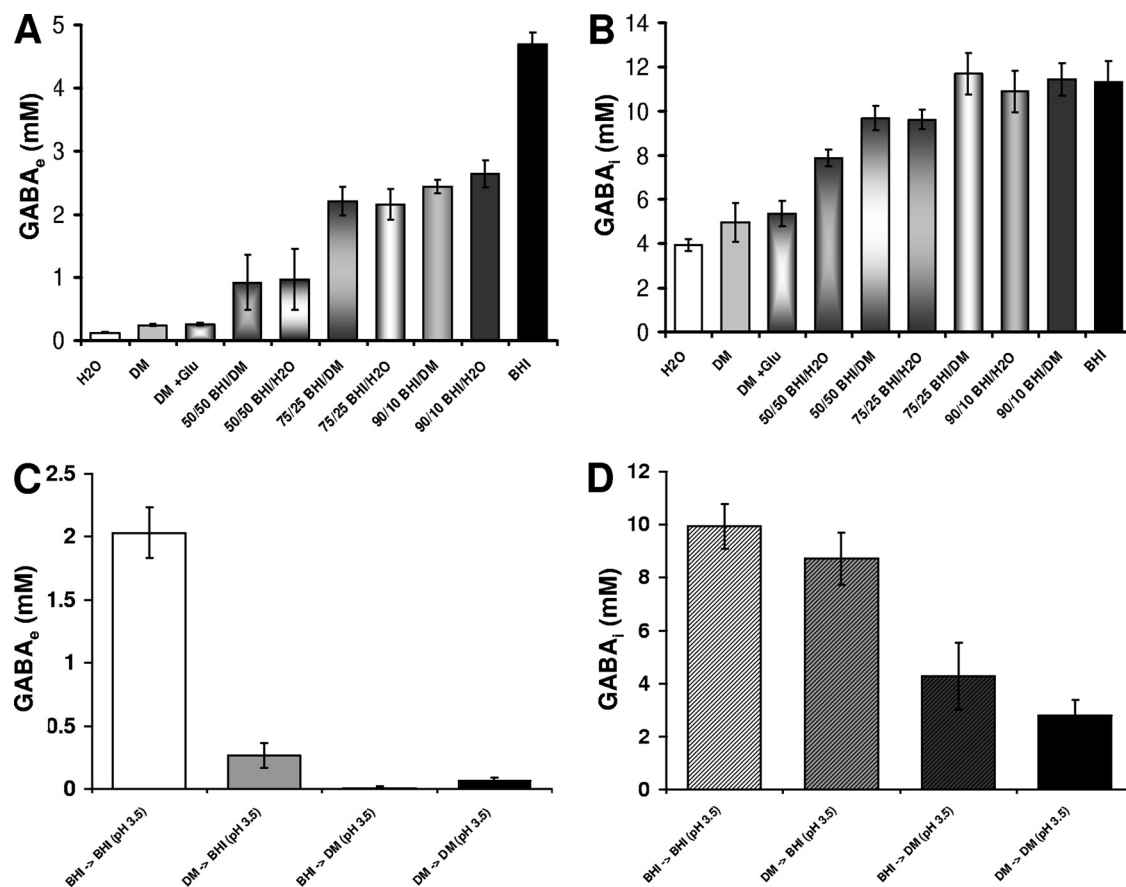 A
GABAe (mM)
5
4
3
2
1
0
H2O
DM
DM +Glu
50/50 BHI/DM
50/50 BHI/H2O
75/25 BHI/DM
75/25 BHI/H2O
90/10 BHI/DM
90/10 BHI/H2O
BHI
B
GABAi (mM)
14
12
10
8
6
4
2
0
H2O
DM
DM +Glu
50/50 BHI/H2O
50/50 BHI/DM
75/25 BHI/H2O
75/25 BHI/DM
90/10 BHI/H2O
90/10 BHI/DM
BHI
C
GABAe (mM)
2.5
2
1.5
1
0.5
0
BHI -> BHI (pH 3.5)
DM -> BHI (pH 3.5)
BHI -> DM (pH 3.5)
DM -> DM (pH 3.5)
D
GABAi (mM)
12
10
8
6
4
2
0
BHI -> BHI (pH 3.5)
DM -> BHI (pH 3.5)
BHI -> DM (pH 3.5)
DM -> DM (pH 3.5)